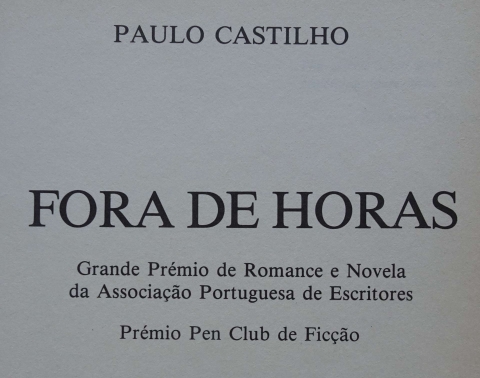 PAULO CASTILHO
FORA DE HORAS
Grande Prémio de Romance e Novela
da Associação Portuguesa de Escritores
Prémio Pen Club de Ficção